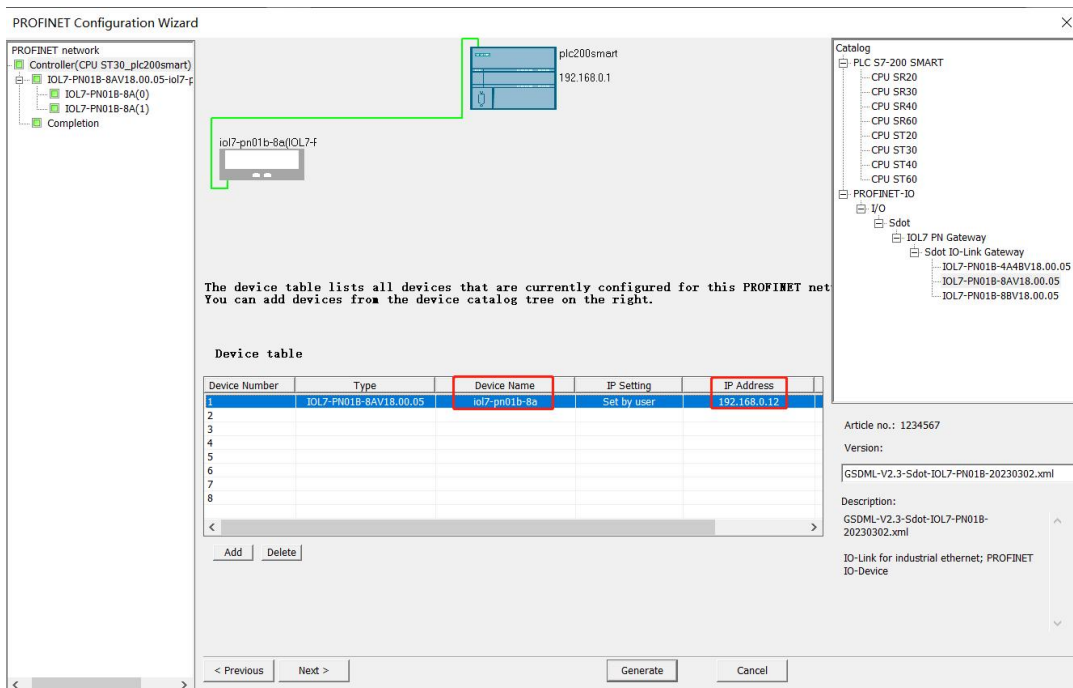 PROFINET Configuration Wizard
PROFINET network
Controller(CPU ST30_plc200smart)
IOL7-PN01B-8AV18.00.05-iol7-p
IOL7-PN01B-8A(0)
IOL7-PN01B-8A(1)
Completion
plc200smart
192.168.0.1
iol7-pn01b-8a(IOL7-F
The device table lists all devices that are currently configured for this PROFINET net
You can add devices from the device catalog tree on the right.
Device table
Device Number Type Device Name IP Setting IP Address
1 IOL7-PN01B-8AV18.00.05 iol7-pn01b-8a Set by user 192.168.0.12
2
3
4
5
6
7
8
Add Delete
< Previous Next > Generate Cancel
Catalog
PLC S7-200 SMART
CPU SR20
CPU SR30
CPU SR40
CPU SR60
CPU ST20
CPU ST30
CPU ST40
CPU ST60
PROFINET-IO
I/O
Sdot
IOL7 PN Gateway
Sdot IO-Link Gateway
IOL7-PN01B-4A4BV18.00.05
IOL7-PN01B-8AV18.00.05
IOL7-PN01B-8BV18.00.05
Article no.: 1234567
Version:
GSDML-V2.3-Sdot-IOL7-PN01B-20230302.xml
Description:
GSDML-V2.3-Sdot-IOL7-PN01B-
20230302.xml
IO-Link for industrial ethernet; PROFINET
IO-Device